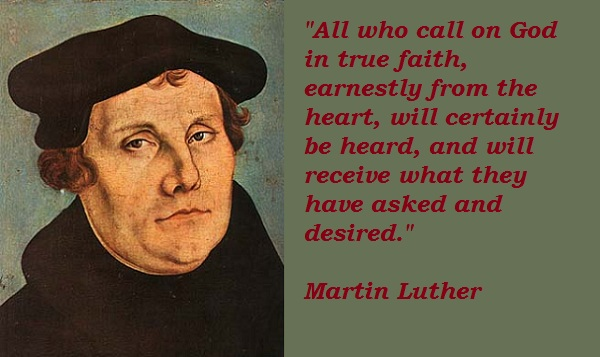 "All who call on God
in true faith,
earnestly from the
heart, will certainly
be heard, and will
receive what they
have asked and
desired."
Martin Luther